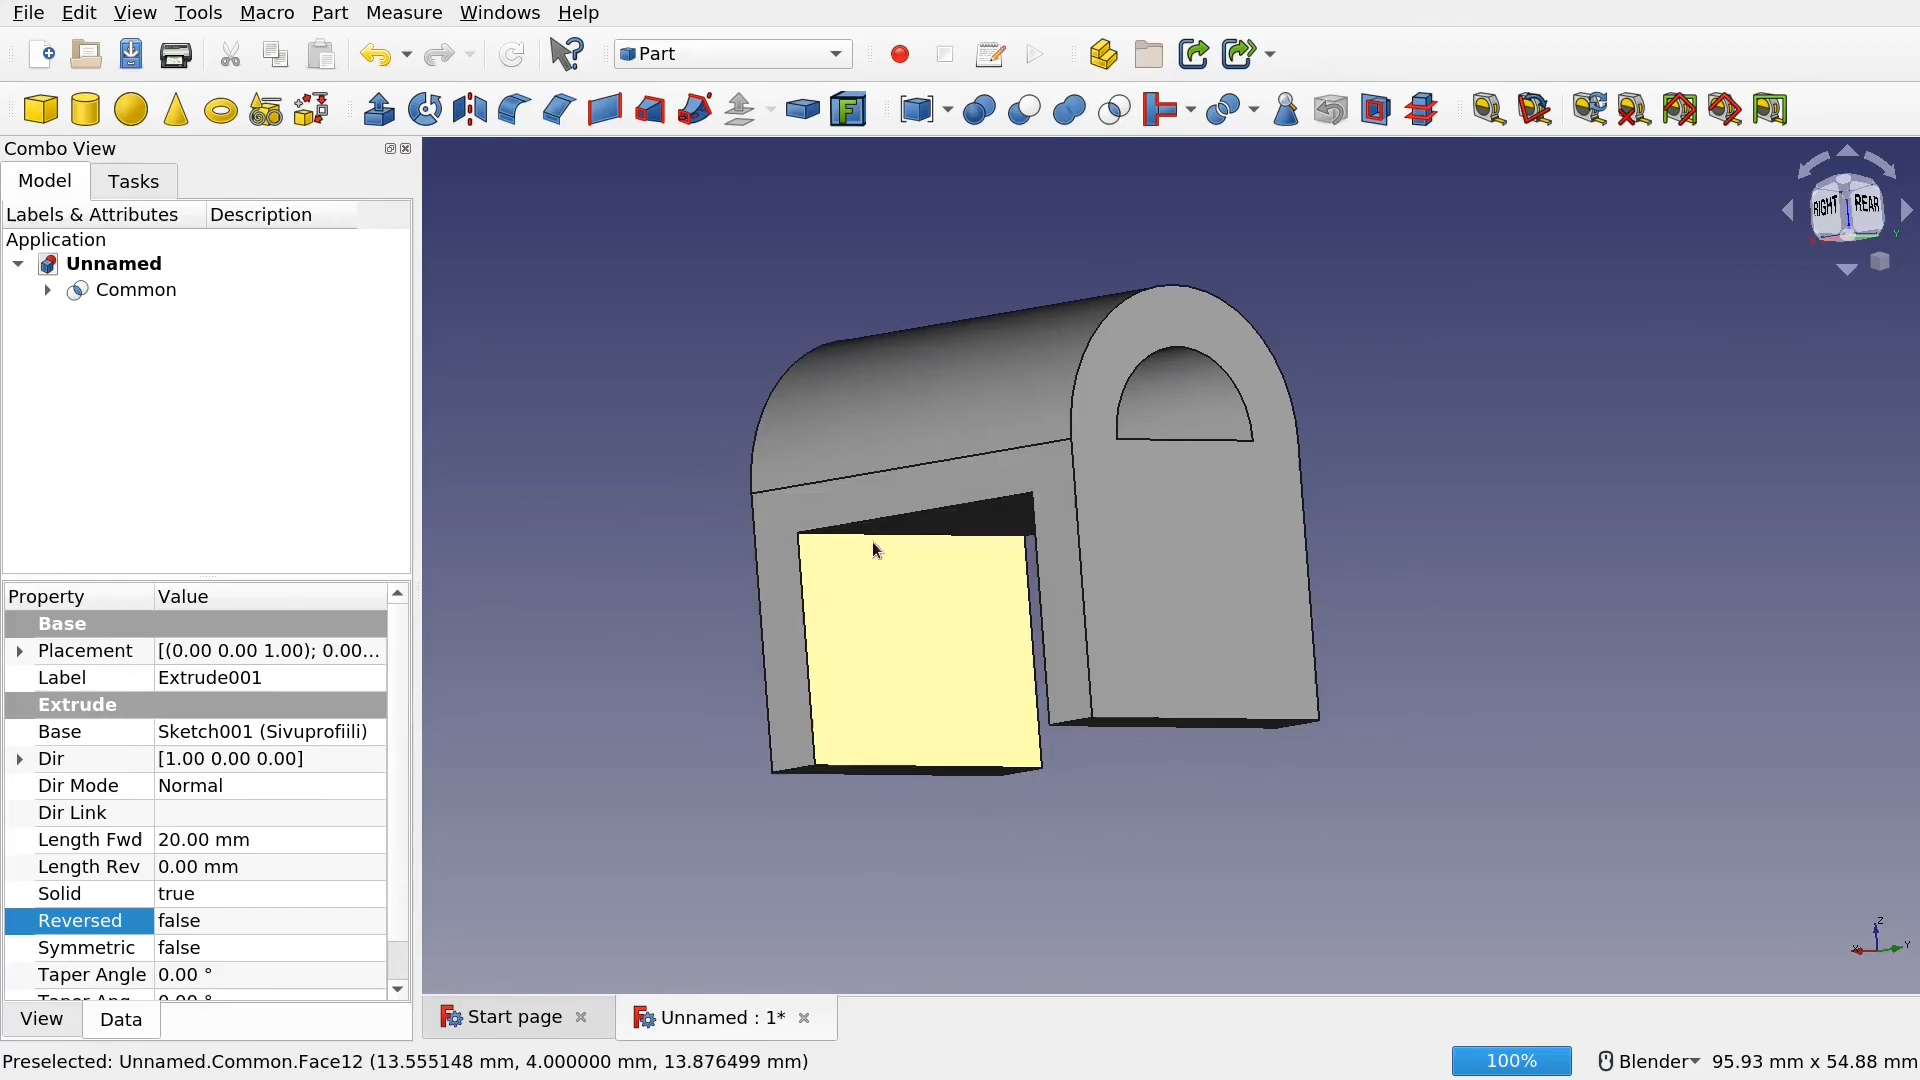 File Edit View Tools Macro Part Measure Windows Help
Part
Combo View
Model Tasks
Labels & Attributes Description
Application
Unnamed
Common
RIGHT REAR
Y
Property Value
Base
Placement [(0.00 0.00 1.00); 0.00...
Label Extrude001
Extrude
Base Sketch001 (Sivuprofiili)
Dir [1.00 0.00 0.00]
Dir Mode Normal
Dir Link
Length Fwd 20.00 mm
Length Rev 0.00 mm
Solid true
Reversed false
Symmetric false
Taper Angle 0.00 °
Z
X Y
View Data
Start page Unnamed : 1*
Preselected: Unnamed.Common.Face12 (13.555148 mm, 4.000000 mm, 13.876499 mm) 100% Blender 95.93 mm x 54.88 mm